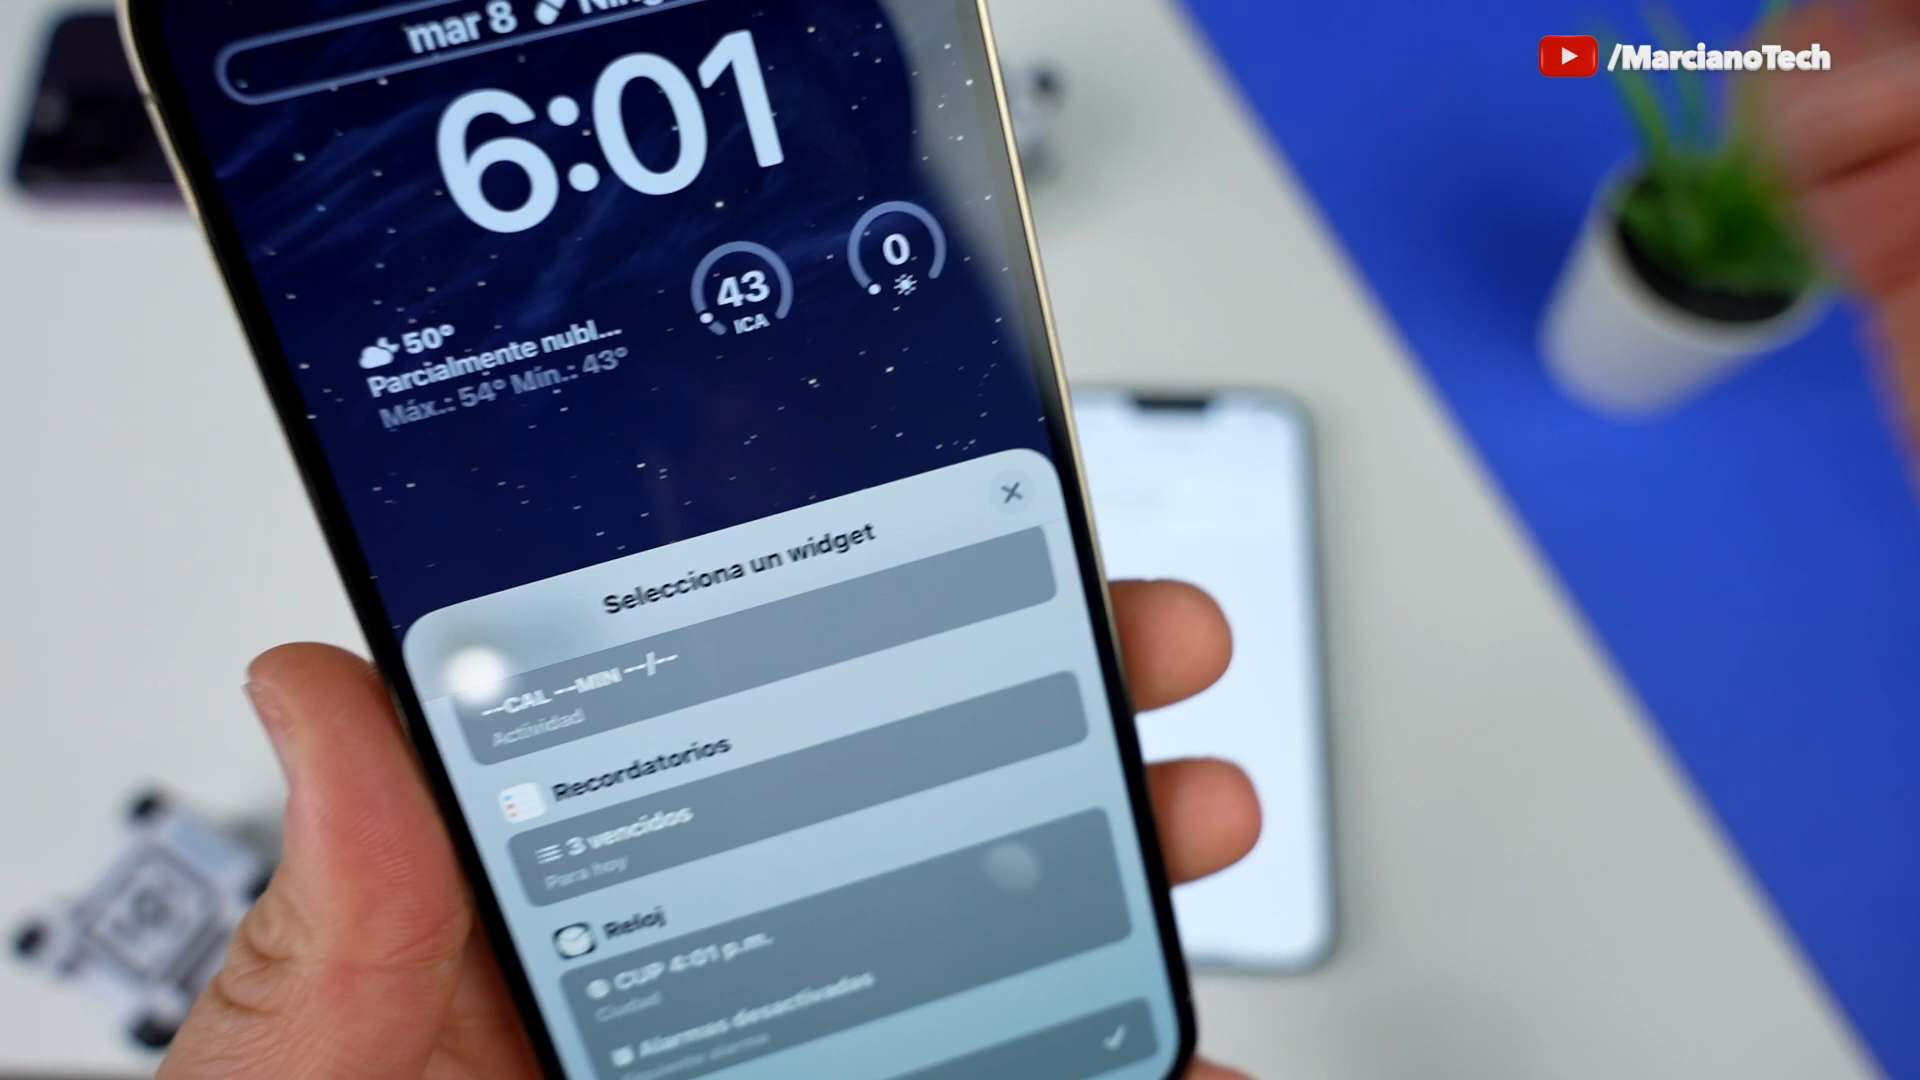 /MarcianoTech
mar 8
6:01
43
ICA
0
50°
Parcialmente nubl...
Máx.: 54° Mín.: 43°
Selecciona un widget
--CAL --MIN --/--
Actividad
Recordatorios
3 vencidos
Para hoy
Reloj
CUP 4:01 p.m.
Ciudad
Alarmas desactivadas